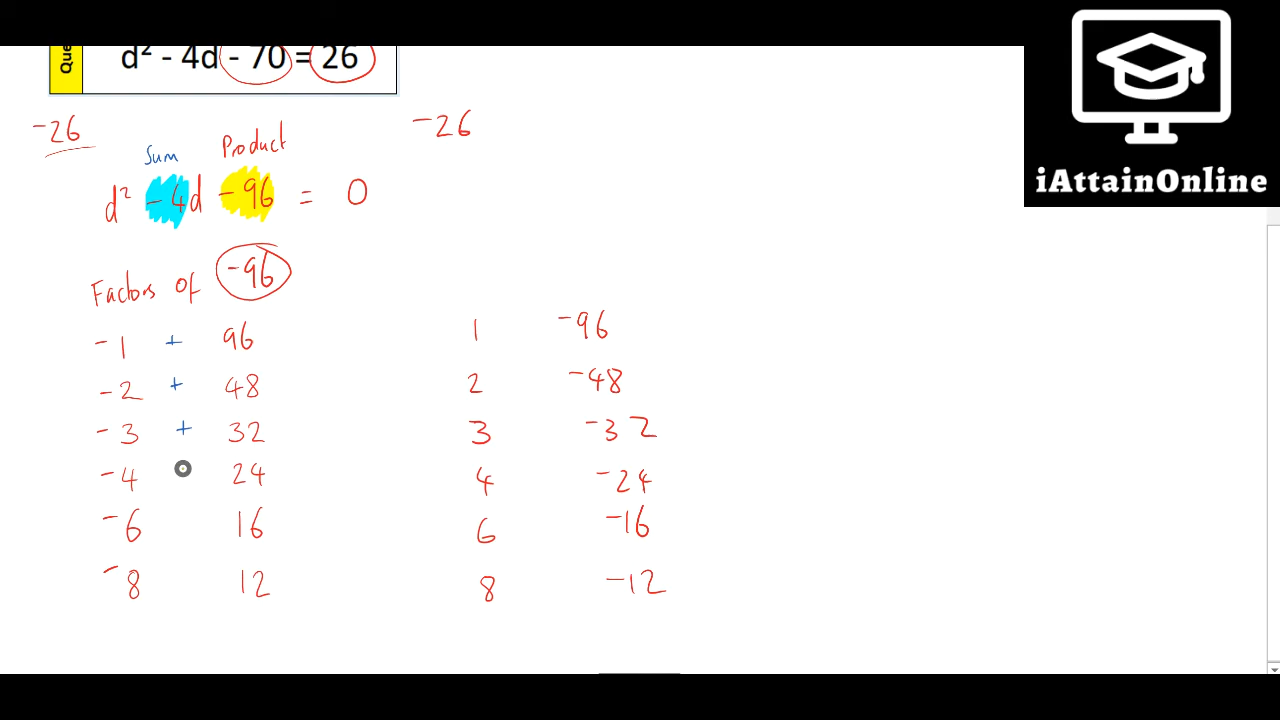 Que
d² - 4d - 70 = 26
-26 -26
Sum Product
d² - 4d - 96 = 0
Factors of -96
-1 + 96 1 -96
-2 + 48 2 -48
-3 + 32 3 -32
-4 24 4 -24
-6 16 6 -16
-8 12 8 -12
iAttainOnline